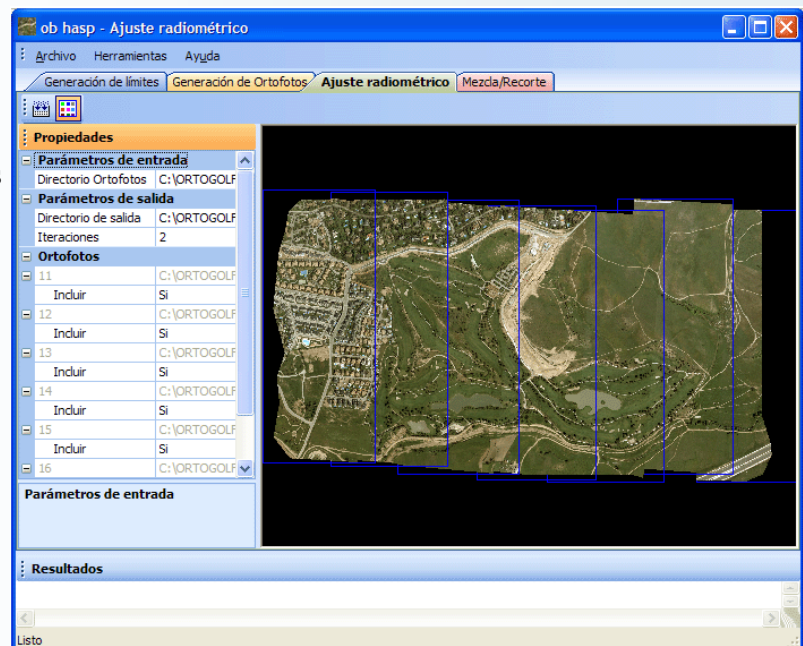 ob hasp - Ajuste radiométrico
Archivo Herramientas Ayuda
Generación de límites Generación de Ortofotos Ajuste radiométrico Mezcla/Recorte
Propiedades
Parámetros de entrada
Directorio Ortofotos C:\ORTOGOLF
Parámetros de salida
Directorio de salida C:\ORTOGOLF
Iteraciones 2
Ortofotos
11 C:\ORTOGOLF
Incluir Si
12 C:\ORTOGOLF
Incluir Si
13 C:\ORTOGOLF
Incluir Si
14 C:\ORTOGOLF
Incluir Si
15 C:\ORTOGOLF
Incluir Si
16 C:\ORTOGOLF
Parámetros de entrada
Resultados
Listo